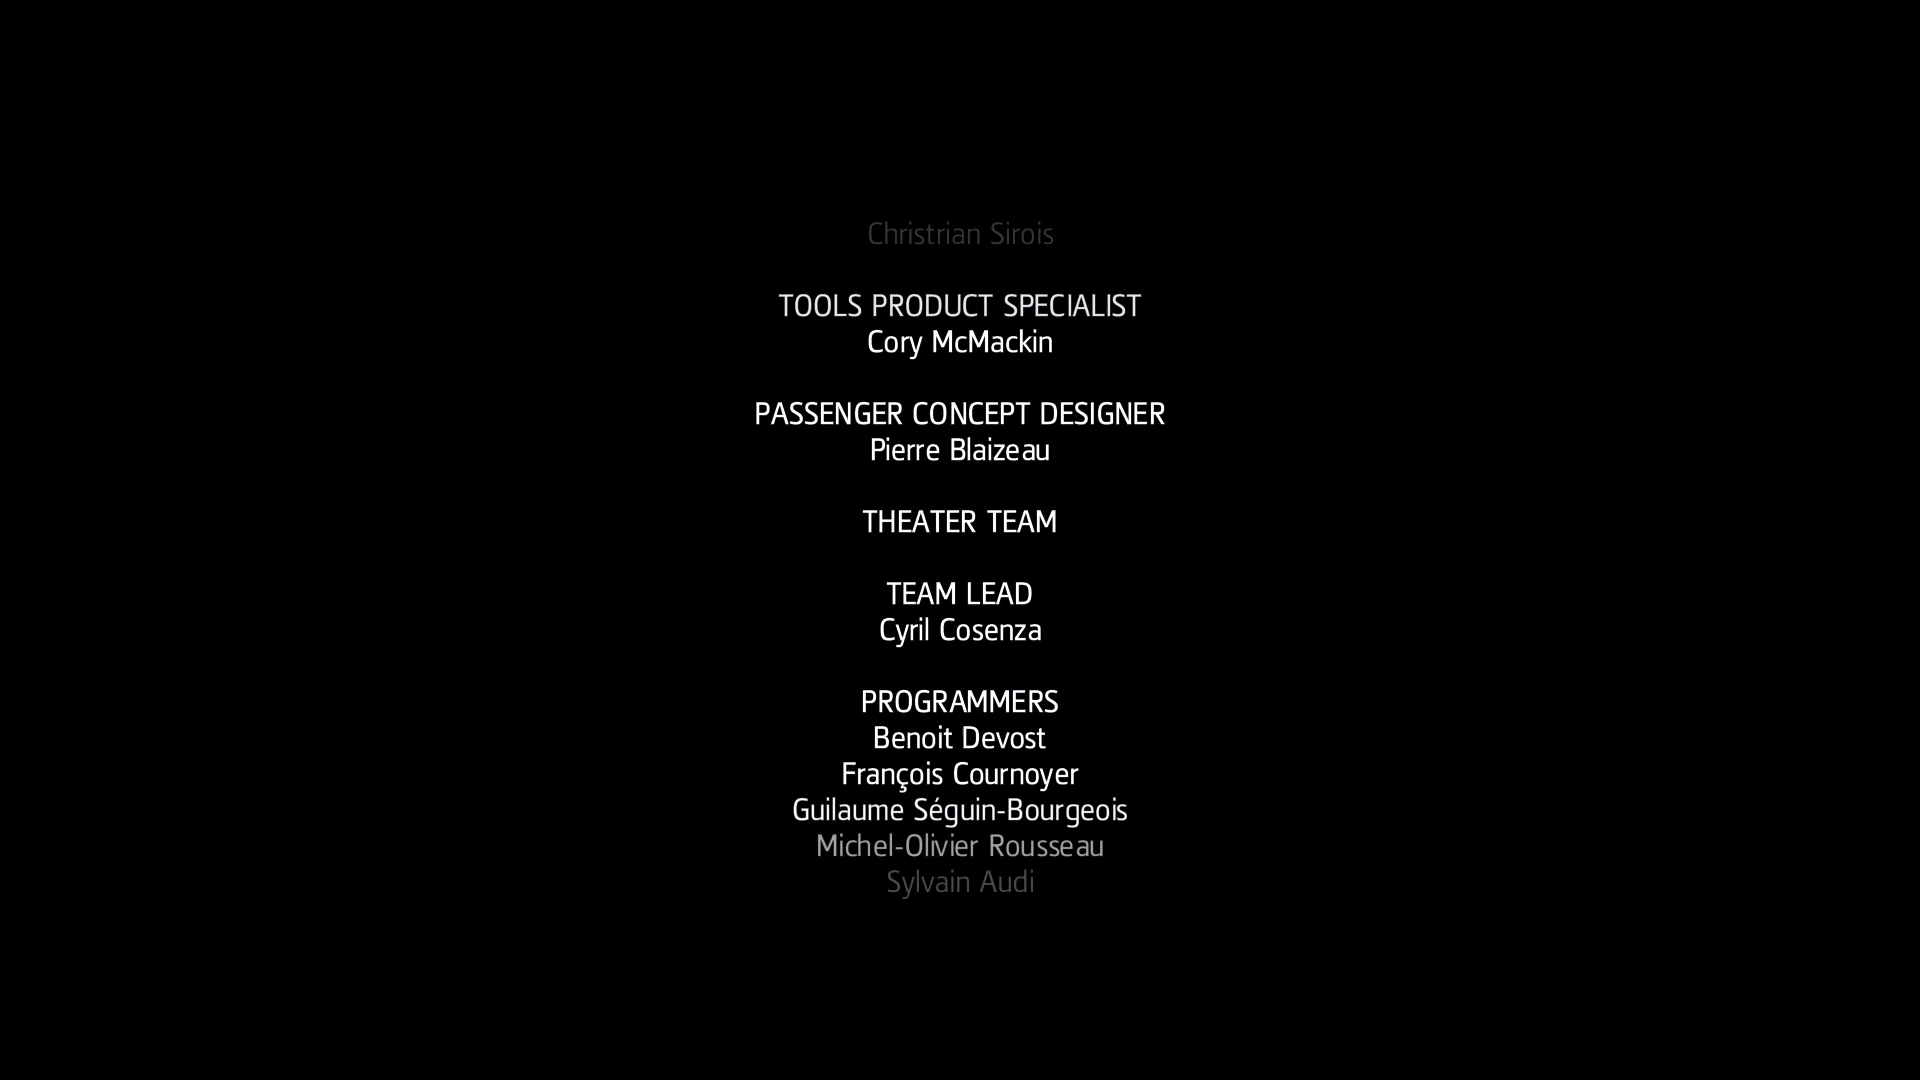 Christrian Sirois
TOOLS PRODUCT SPECIALIST
Cory McMackin
PASSENGER CONCEPT DESIGNER
Pierre Blaizeau
THEATER TEAM
TEAM LEAD
Cyril Cosenza
PROGRAMMERS
Benoit Devost
François Cournoyer
Guilaume Séguin-Bourgeois
Michel-Olivier Rousseau
Sylvain Audi